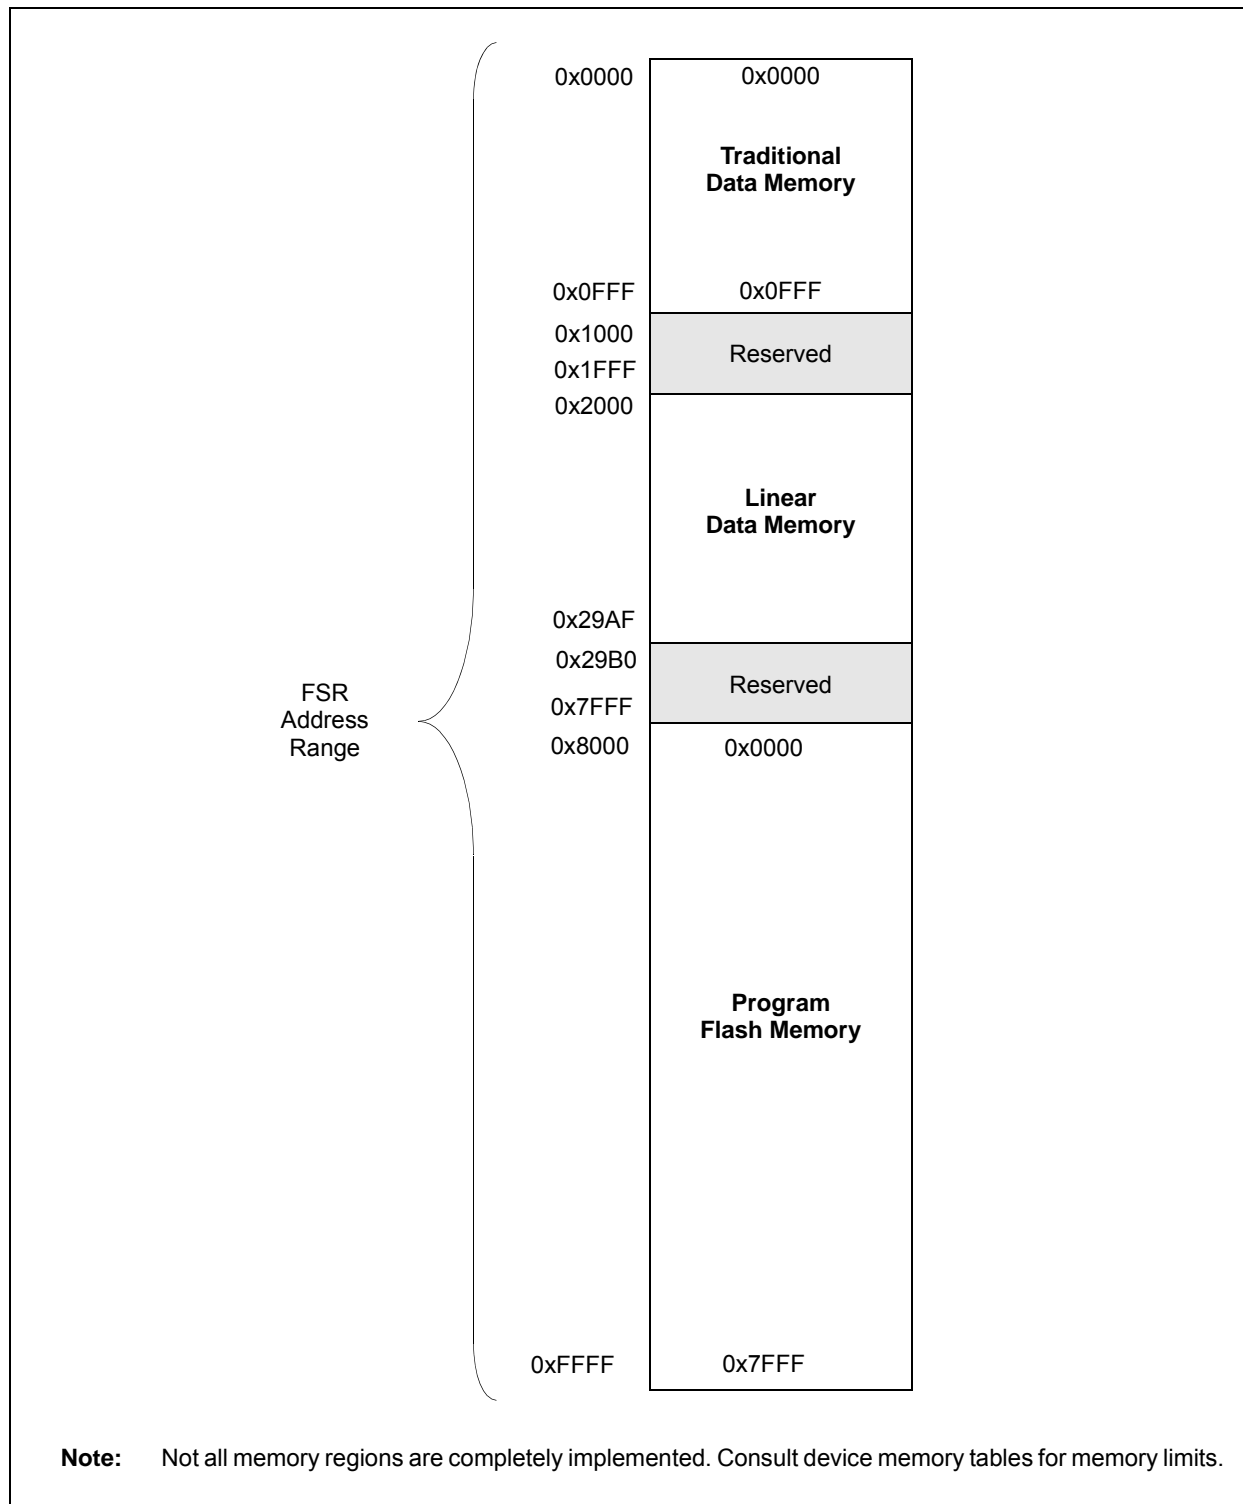 0x0000 0x0000
Traditional
Data Memory
0x0FFF 0x0FFF
0x1000
Reserved
0x1FFF
0x2000
Linear
Data Memory
0x29AF
0x29B0
Reserved
0x7FFF
FSR
Address
Range
0x8000 0x0000
Program
Flash Memory
0xFFFF 0x7FFF
Note: Not all memory regions are completely implemented. Consult device memory tables for memory limits.